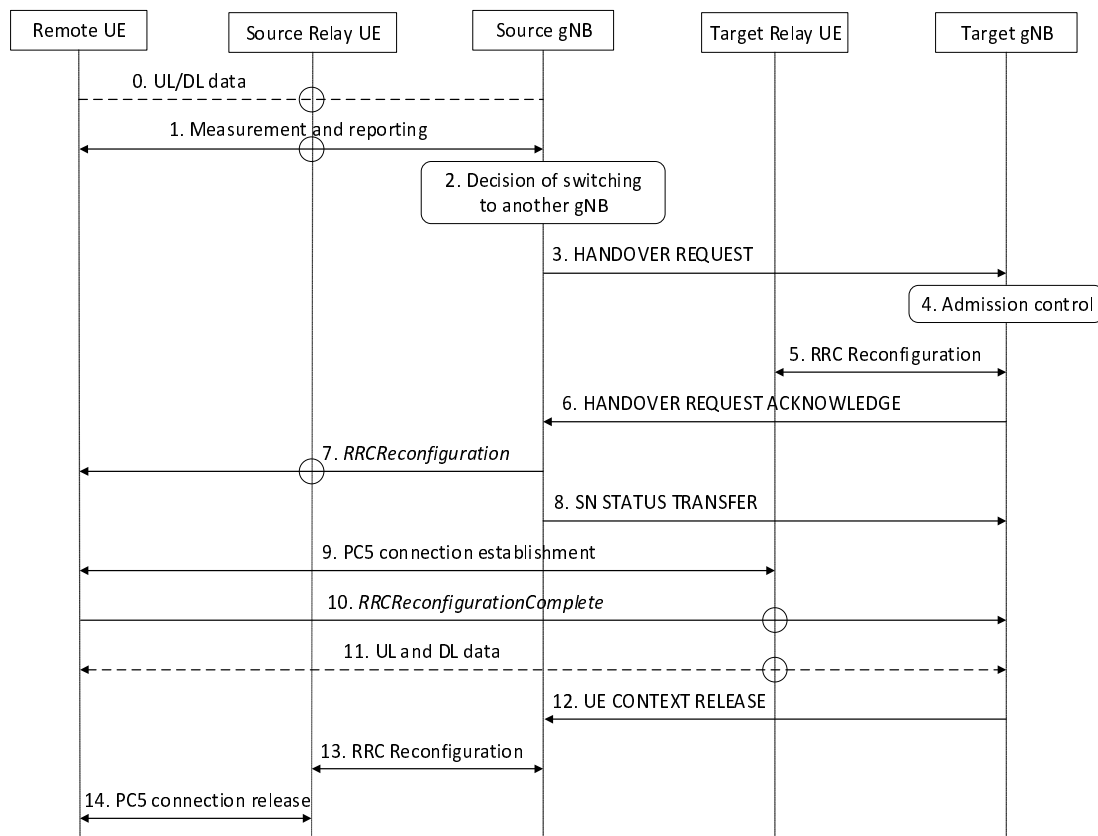 Remote UE
Source Relay UE
Source gNB
Target Relay UE
Target gNB
0. UL/DL data
1. Measurement and reporting
2. Decision of switching
to another gNB
3. HANDOVER REQUEST
4. Admission control
5. RRC Reconfiguration
6. HANDOVER REQUEST ACKNOWLEDGE
7. RRCReconfiguration
8. SN STATUS TRANSFER
9. PC5 connection establishment
10. RRCReconfigurationComplete
11. UL and DL data
12. UE CONTEXT RELEASE
13. RRC Reconfiguration
14. PC5 connection release